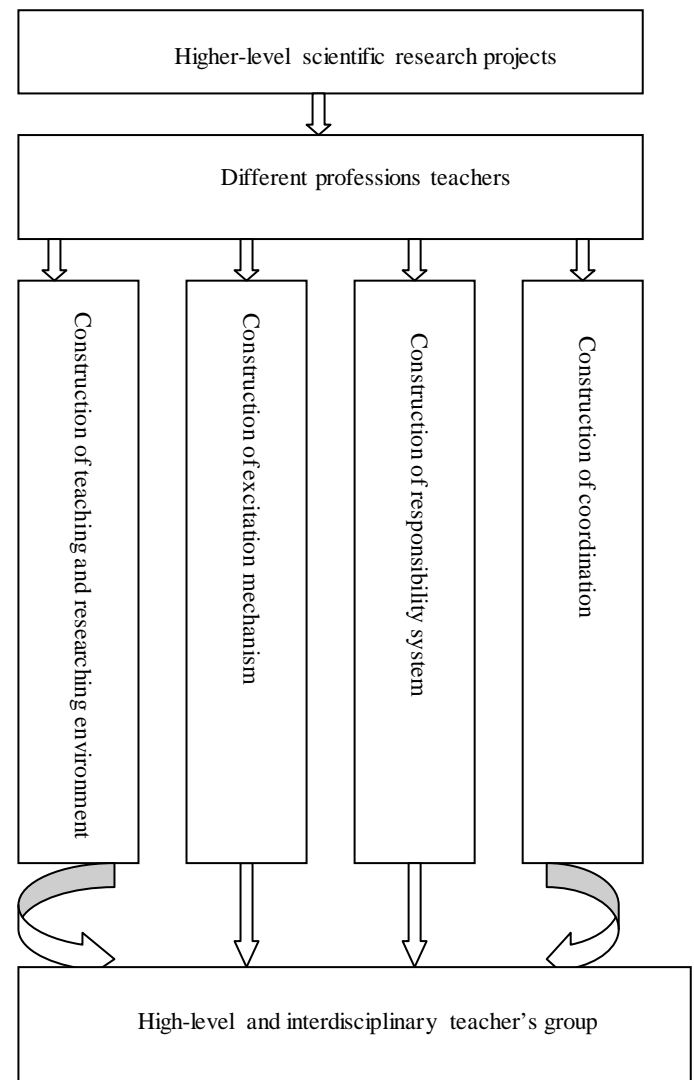 Higher-level scientific research projects
Different professions teachers
Construction of teaching and researching environment
Construction of excitation mechanism
Construction of responsibility system
Construction of coordination
High-level and interdisciplinary teacher's group